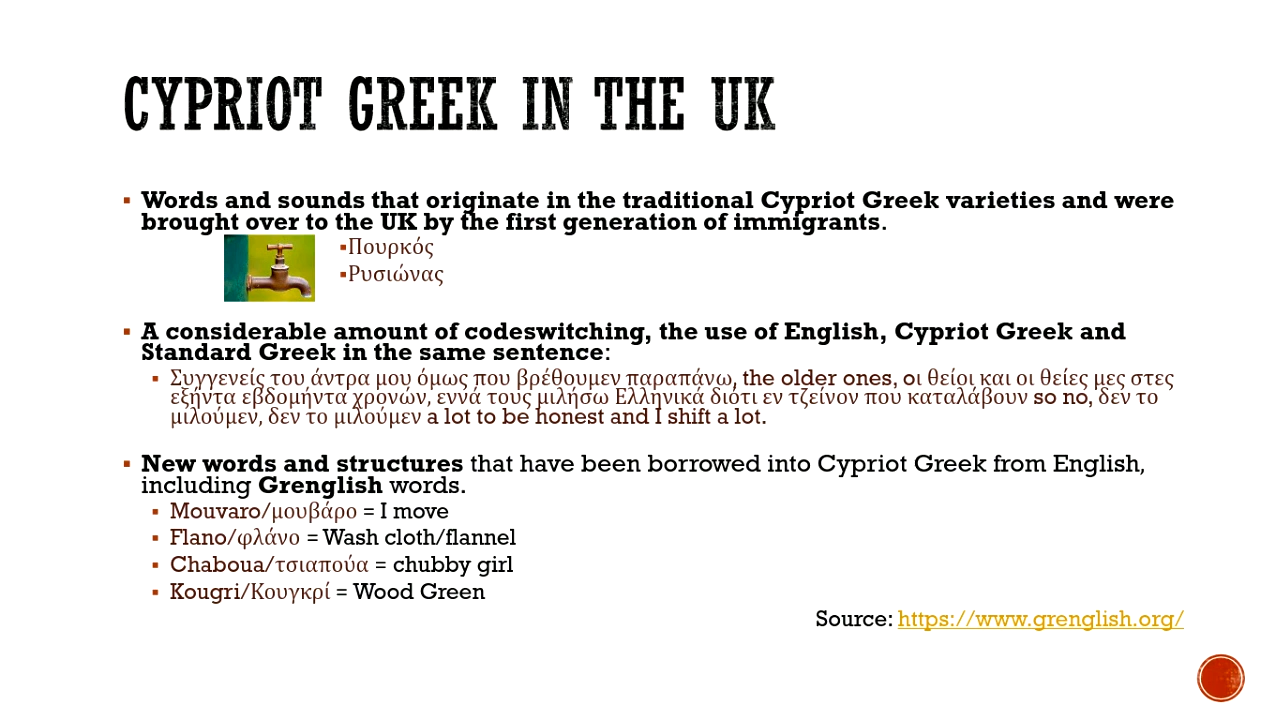 CYPRIOT GREEK IN THE UK
▪ Words and sounds that originate in the traditional Cypriot Greek varieties and were
brought over to the UK by the first generation of immigrants.
▪Πουρκός
▪Ρυσιώνας
▪ A considerable amount of codeswitching, the use of English, Cypriot Greek and
Standard Greek in the same sentence:
▪ Συγγενείς του άντρα μου όμως που βρέθουμεν παραπάνω, the older ones, οι θείοι και οι θείες μες στες
εξήντα εβδομήντα χρονών, εννά τους μιλήσω Ελληνικά διότι εν τζείνον που καταλάβουν so no, δεν το
μιλούμεν, δεν το μιλούμεν a lot to be honest and I shift a lot.
▪ New words and structures that have been borrowed into Cypriot Greek from English,
including Grenglish words.
▪ Mouvaro/μουβάρο = I move
▪ Flano/φλάνο = Wash cloth/flannel
▪ Chaboua/τσιαπούα = chubby girl
▪ Kougri/Κουγκρί = Wood Green
Source: https://www.grenglish.org/